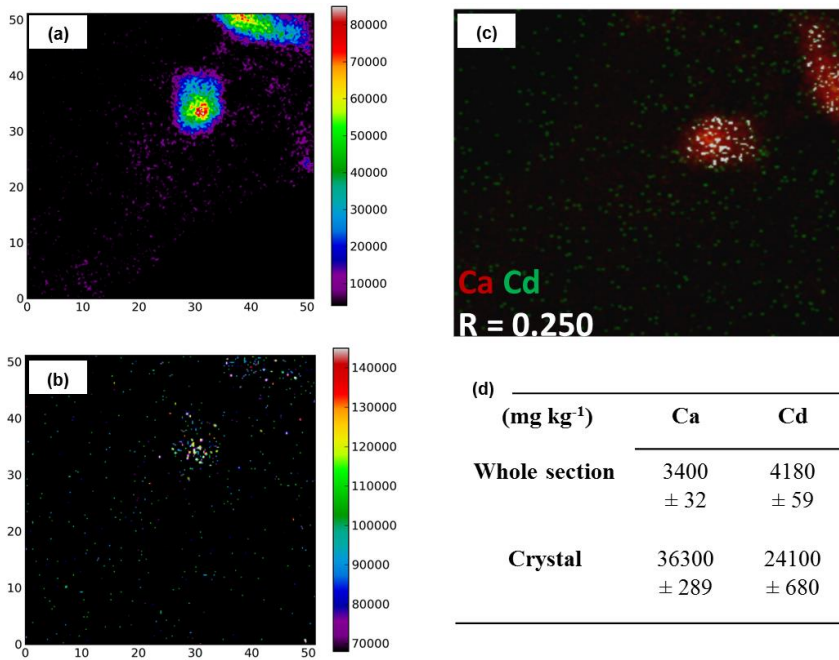 (a)
50
40
30
20
10
0
0 10 20 30 40 50
80000
70000
60000
50000
40000
30000
20000
10000
(b)
50
40
30
20
10
0
0 10 20 30 40 50
140000
130000
120000
110000
100000
90000
80000
70000
(c)
Ca Cd
R = 0.250
(d)
(mg kg⁻¹) Ca Cd
Whole section 3400 4180
± 32 ± 59
Crystal 36300 24100
± 289 ± 680